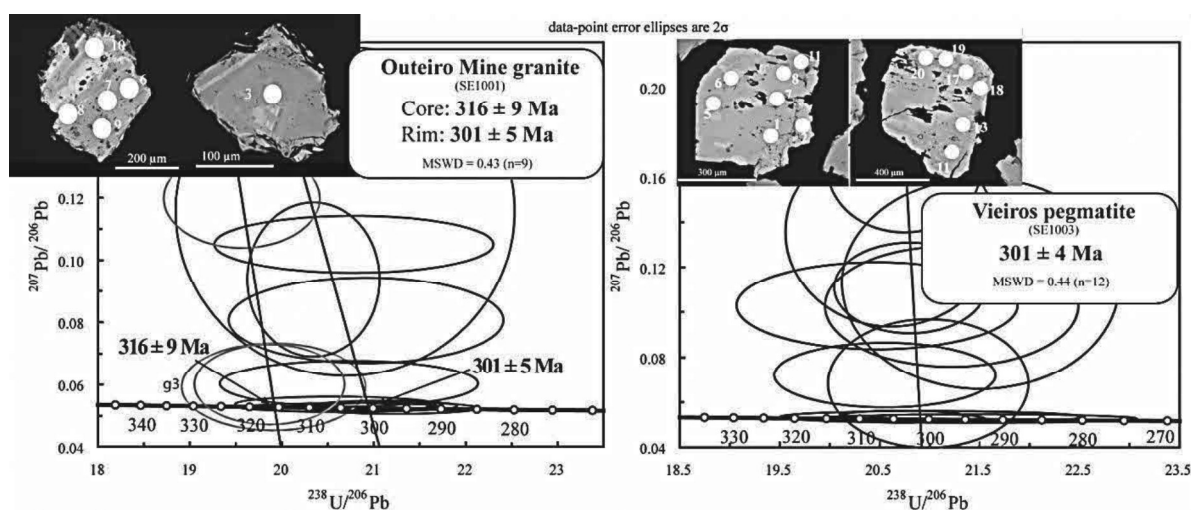 data-point error ellipses are 2σ
10
6
7
8
9
200 µm
3
100 µm
Outeiro Mine granite
(SE1001)
Core: 316 ± 9 Ma
Rim: 301 ± 5 Ma
MSWD = 0.43 (n=9)
0.12
0.10
0.08
0.06
0.04
207Pb/ 206Pb
316 ± 9 Ma
g3
301 ± 5 Ma
340 330 320 310 300 290 280
18 19 20 21 22 23
238 U/206Pb
11
8
6
7
5
1
300 µm
19
20
17
18
13
11
400 µm
Vieiros pegmatite
(SE1003)
301 ± 4 Ma
MSWD = 0.44 (n=12)
0.20
0.16
0.12
0.08
0.04
207Pb/ 206Pb
330 320 310 300 290 280 270
18.5 19.5 20.5 21.5 22.5 23.5
238 U/206Pb